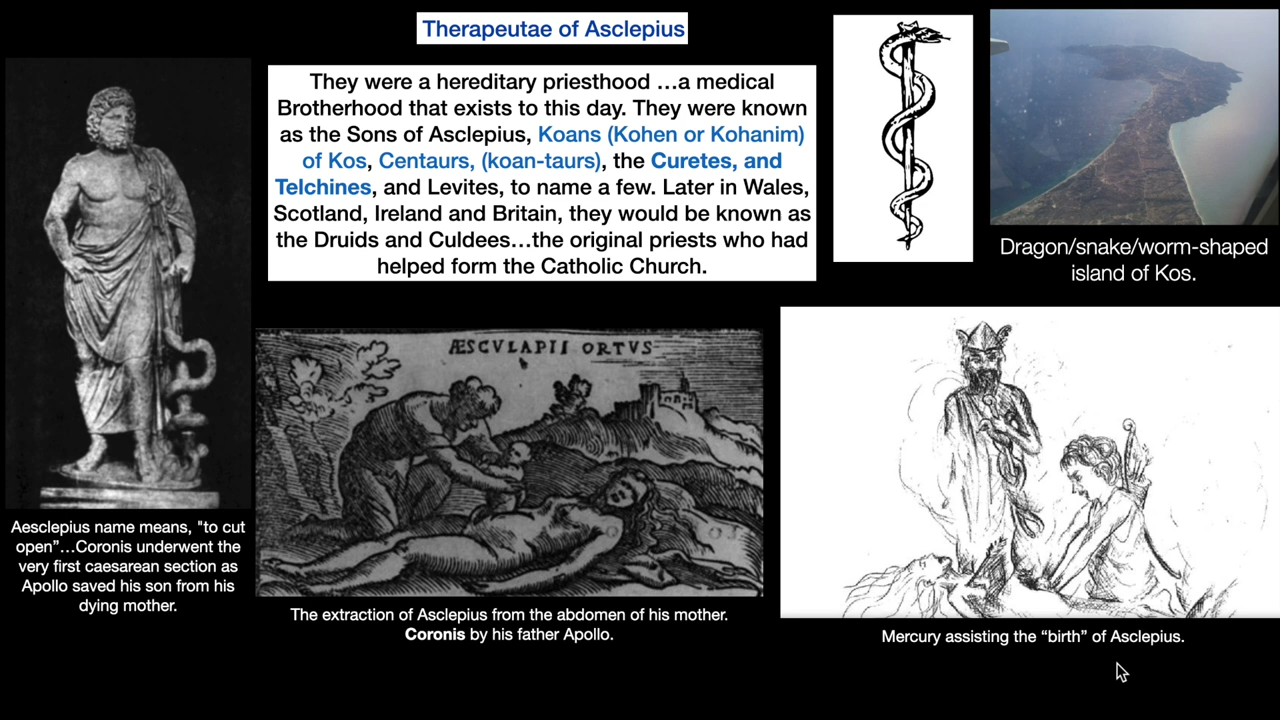 Therapeutae of Asclepius
They were a hereditary priesthood ...a medical
Brotherhood that exists to this day. They were known
as the Sons of Asclepius, Koans (Kohen or Kohanim)
of Kos, Centaurs, (koan-taurs), the Curetes, and
Telchines, and Levites, to name a few. Later in Wales,
Scotland, Ireland and Britain, they would be known as
the Druids and Culdees...the original priests who had
helped form the Catholic Church.
Dragon/snake/worm-shaped
island of Kos.
Aesclepius name means, "to cut
open”...Coronis underwent the
very first caesarean section as
Apollo saved his son from his
dying mother.
ÆSCVLAPII ORTVS
The extraction of Asclepius from the abdomen of his mother.
Coronis by his father Apollo.
Mercury assisting the “birth” of Asclepius.